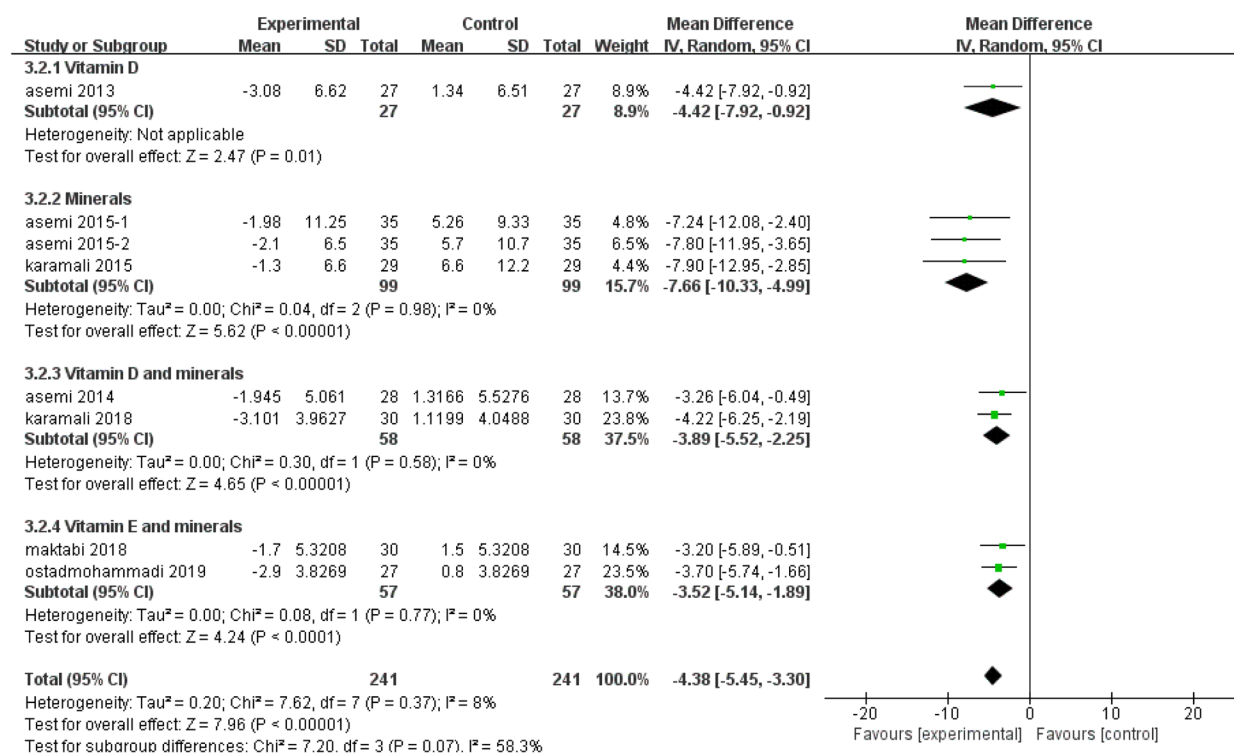 Experimental Control Mean Difference Mean Difference
Study or Subgroup Mean SD Total Mean SD Total Weight IV, Random, 95% CI IV, Random, 95% CI
3.2.1 Vitamin D
asemi 2013 -3.08 6.62 27 1.34 6.51 27 8.9% -4.42 [-7.92, -0.92]
Subtotal (95% CI) 27 27 8.9% -4.42 [-7.92, -0.92]
Heterogeneity: Not applicable
Test for overall effect: Z = 2.47 (P = 0.01)
3.2.2 Minerals
asemi 2015-1 -1.98 11.25 35 5.26 9.33 35 4.8% -7.24 [-12.08, -2.40]
asemi 2015-2 -2.1 6.5 35 5.7 10.7 35 6.5% -7.80 [-11.95, -3.65]
karamali 2015 -1.3 6.6 29 6.6 12.2 29 4.4% -7.90 [-12.95, -2.85]
Subtotal (95% CI) 99 99 15.7% -7.66 [-10.33, -4.99]
Heterogeneity: Tau² = 0.00; Chi² = 0.04, df = 2 (P = 0.98); I² = 0%
Test for overall effect: Z = 5.62 (P < 0.00001)
3.2.3 Vitamin D and minerals
asemi 2014 -1.945 5.061 28 1.3166 5.5276 28 13.7% -3.26 [-6.04, -0.49]
karamali 2018 -3.101 3.9627 30 1.1199 4.0488 30 23.8% -4.22 [-6.25, -2.19]
Subtotal (95% CI) 58 58 37.5% -3.89 [-5.52, -2.25]
Heterogeneity: Tau² = 0.00; Chi² = 0.30, df = 1 (P = 0.58); I² = 0%
Test for overall effect: Z = 4.65 (P < 0.00001)
3.2.4 Vitamin E and minerals
maktabi 2018 -1.7 5.3208 30 1.5 5.3208 30 14.5% -3.20 [-5.89, -0.51]
ostadmohammadi 2019 -2.9 3.8269 27 0.8 3.8269 27 23.5% -3.70 [-5.74, -1.66]
Subtotal (95% CI) 57 57 38.0% -3.52 [-5.14, -1.89]
Heterogeneity: Tau² = 0.00; Chi² = 0.08, df = 1 (P = 0.77); I² = 0%
Test for overall effect: Z = 4.24 (P < 0.0001)
Total (95% CI) 241 241 100.0% -4.38 [-5.45, -3.30]
Heterogeneity: Tau² = 0.20; Chi² = 7.62, df = 7 (P = 0.37); I² = 8%
Test for overall effect: Z = 7.96 (P < 0.00001)
Test for subgroup differences: Chi² = 7.20, df = 3 (P = 0.07), I² = 58.3%
-20 -10 0 10 20
Favours [experimental] Favours [control]